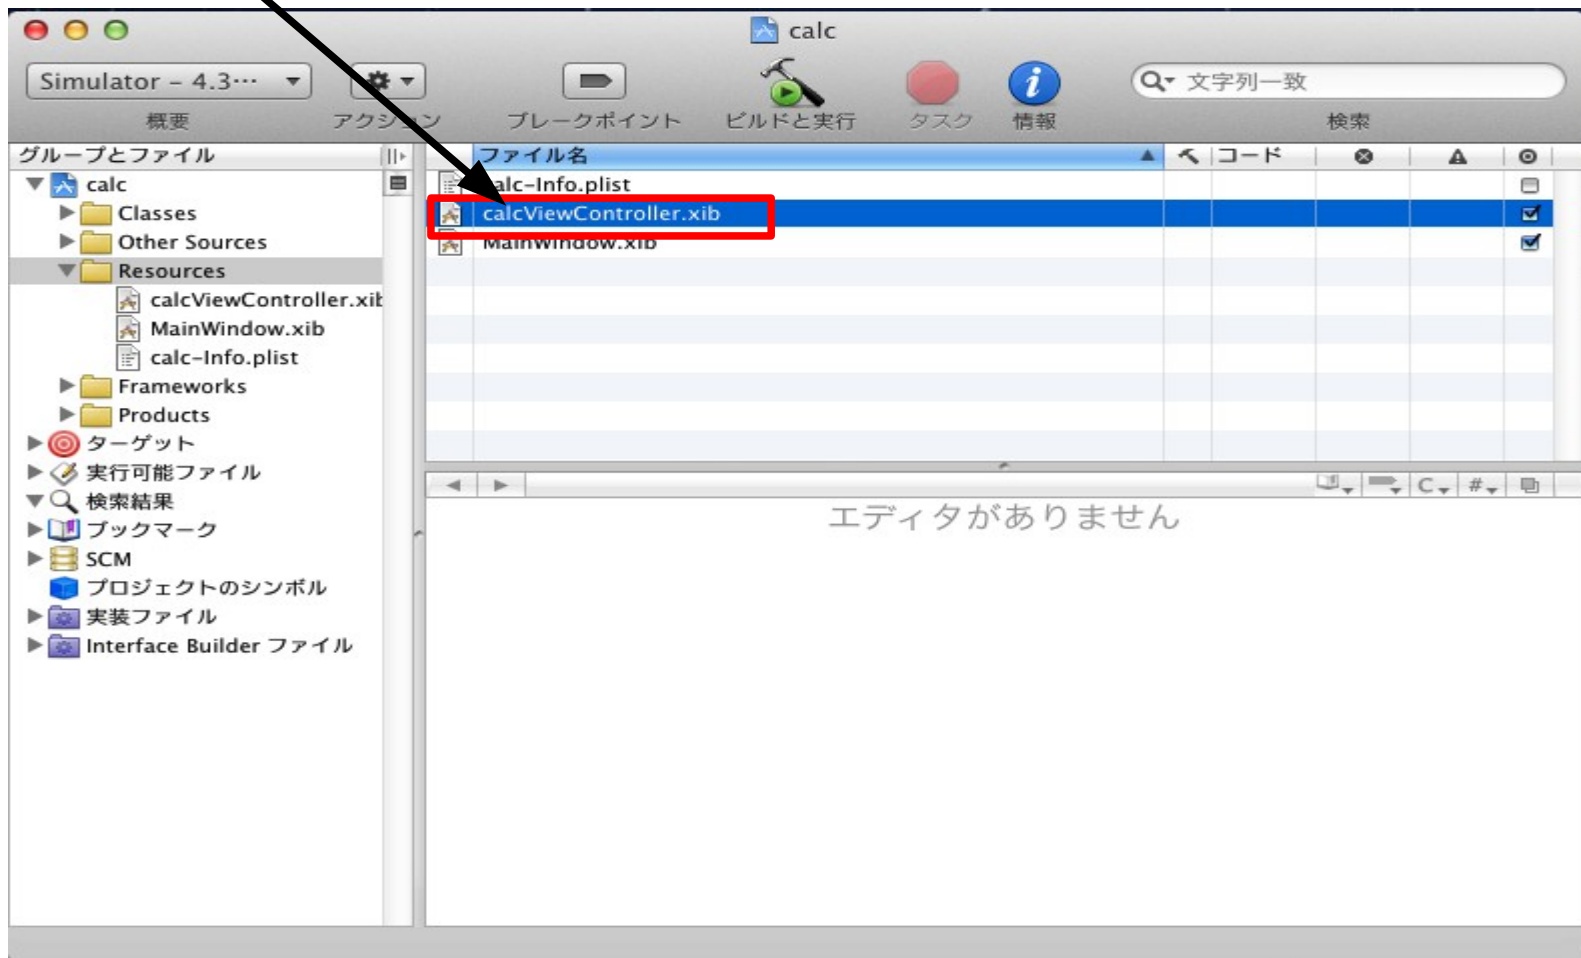 calc
Simulator – 4.3…
文字列一致
概要
アクション
ブレークポイント
ビルドと実行
タスク
情報
検索
グループとファイル
ファイル名
コード
calc
Classes
Other Sources
Resources
calcViewController.xib
MainWindow.xib
calc-Info.plist
Frameworks
Products
ターゲット
実行可能ファイル
検索結果
ブックマーク
SCM
プロジェクトのシンボル
実装ファイル
Interface Builder ファイル
calc-Info.plist
calcViewController.xib
MainWindow.xib
C
#
エディタがありません